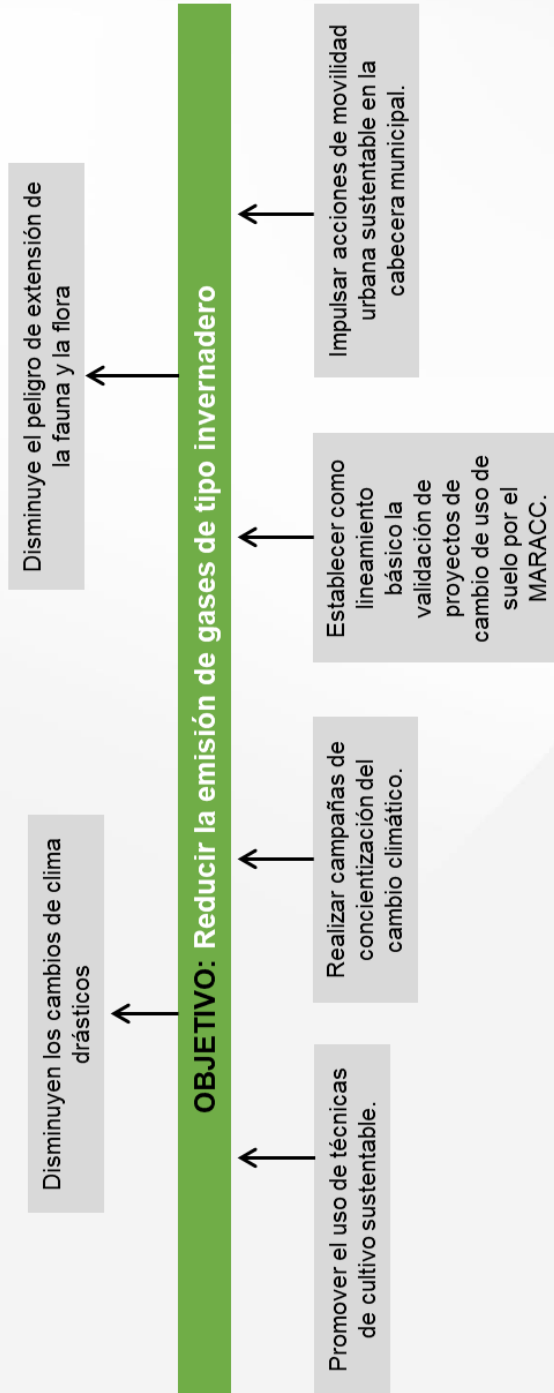 Disminuyen los cambios de clima
drásticos
Disminuye el peligro de extensión de
la fauna y la flora
OBJETIVO: Reducir la emisión de gases de tipo invernadero
Promover el uso de técnicas
de cultivo sustentable.
Realizar campañas de
concientización del
cambio climático.
Establecer como
lineamiento
básico la
validación de
proyectos de
cambio de uso de
suelo por el
MARACC.
Impulsar acciones de movilidad
urbana sustentable en la
cabecera municipal.